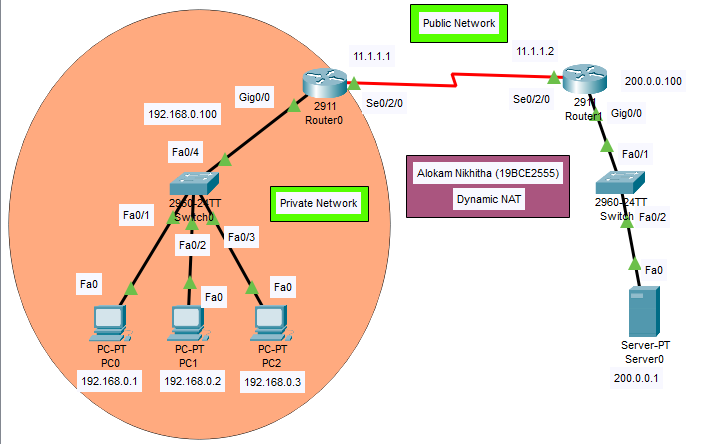 Public Network
11.1.1.1
11.1.1.2
200.0.0.100
Gig0/0
2911
Router0
Se0/2/0
Se0/2/0
2911
Router1
Gig0/0
192.168.0.100
Fa0/4
Fa0/1
2960-24TT
Switch0
Private Network
Alokam Nikhitha (19BCE2555)
Dynamic NAT
2960-24TT
Switch
Fa0/2
Fa0/1
Fa0/2
Fa0/3
Fa0
Fa0
Fa0
Fa0
PC-PT
PC0
PC-PT
PC1
PC-PT
PC2
Server-PT
Server0
192.168.0.1
192.168.0.2
192.168.0.3
200.0.0.1